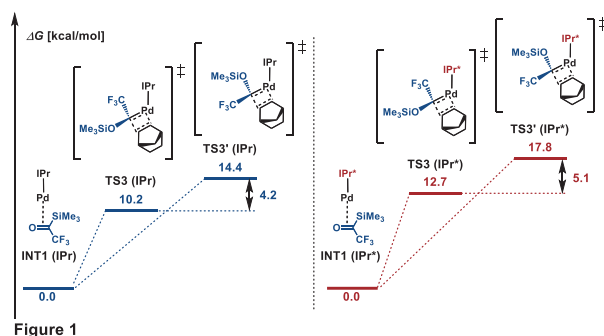 ΔG [kcal/mol]
‡
IPr
F3C
Pd
Me3SiO
TS3 (IPr)
10.2
‡
Me3SiO
IPr
Pd
F3C
TS3' (IPr)
14.4
4.2
IPr
Pd
SiMe3
O
CF3
INT1 (IPr)
0.0
‡
IPr*
F3C
Pd
Me3SiO
TS3 (IPr*)
12.7
‡
Me3SiO
IPr*
Pd
F3C
TS3' (IPr*)
17.8
5.1
IPr*
Pd
SiMe3
O
CF3
INT1 (IPr*)
0.0
Figure 1